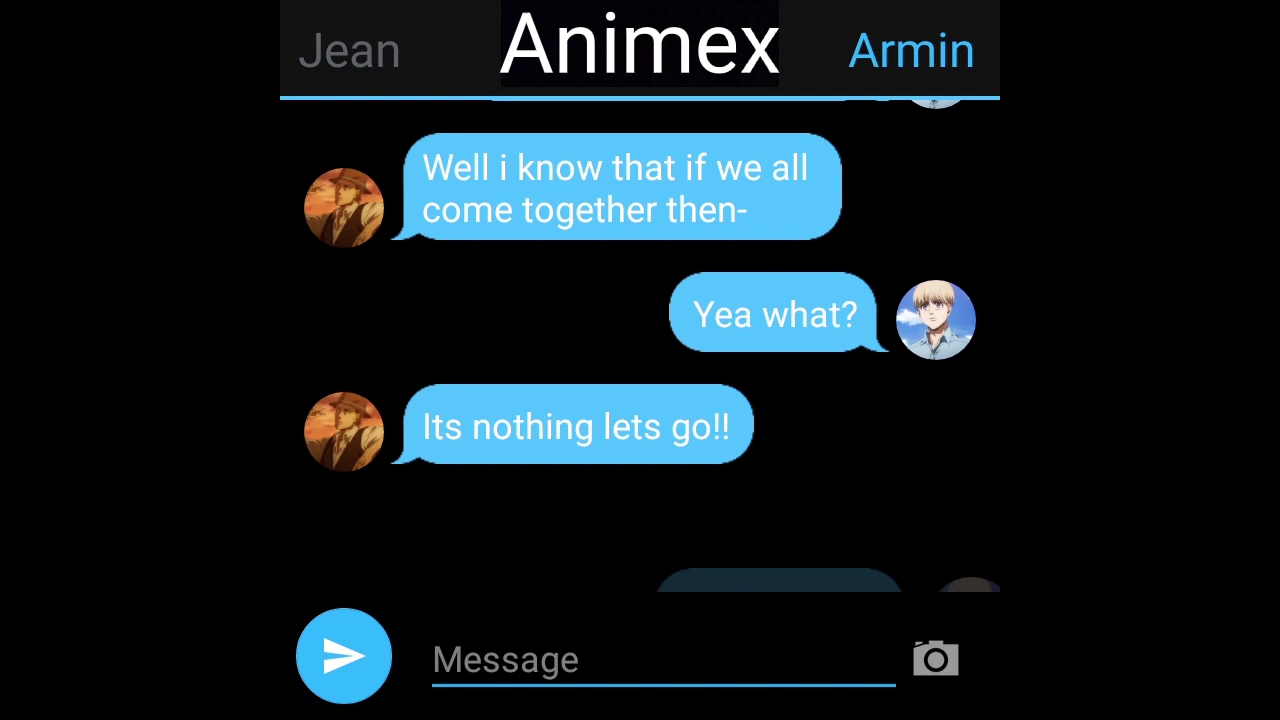 Jean Animex Armin
Well i know that if we all
come together then-
Yea what?
Its nothing lets go!!
Message